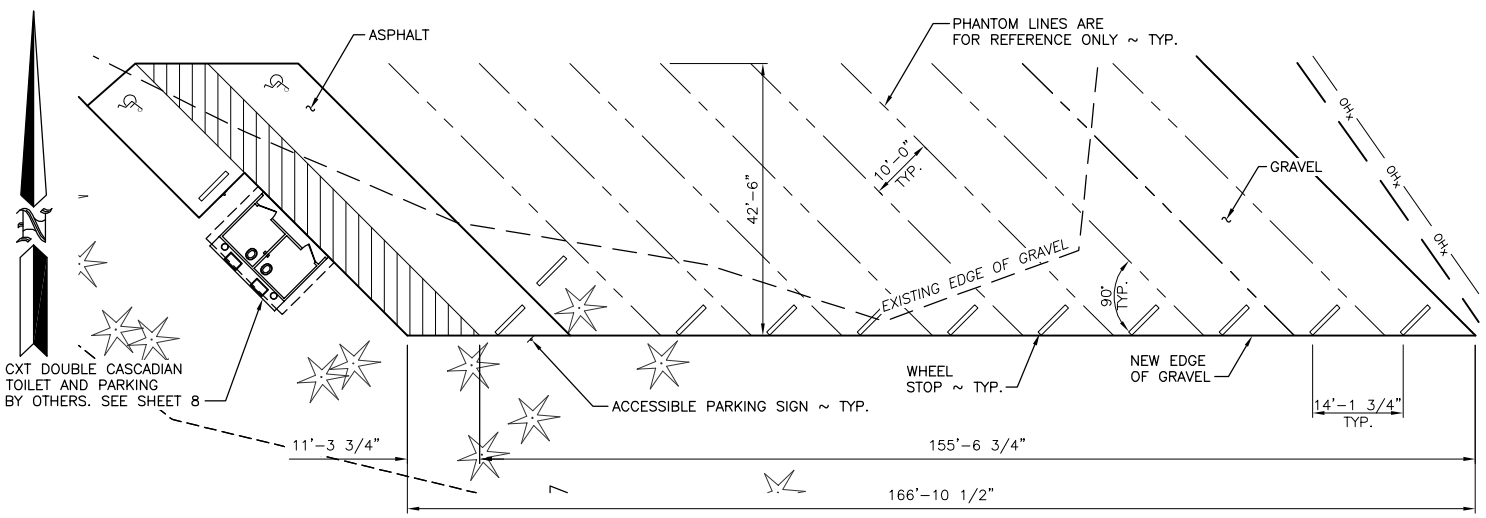 ASPHALT
PHANTOM LINES ARE
FOR REFERENCE ONLY ~ TYP.
OHx
OHx
OHx
10'-0"
TYP.
GRAVEL
42'-6"
N
EXISTING EDGE OF GRAVEL
90°
TYP.
CXT DOUBLE CASCADIAN
TOILET AND PARKING
BY OTHERS. SEE SHEET 8
WHEEL
STOP ~ TYP.
NEW EDGE
OF GRAVEL
ACCESSIBLE PARKING SIGN ~ TYP.
14'-1 3/4"
TYP.
11'-3 3/4"
155'-6 3/4"
166'-10 1/2"